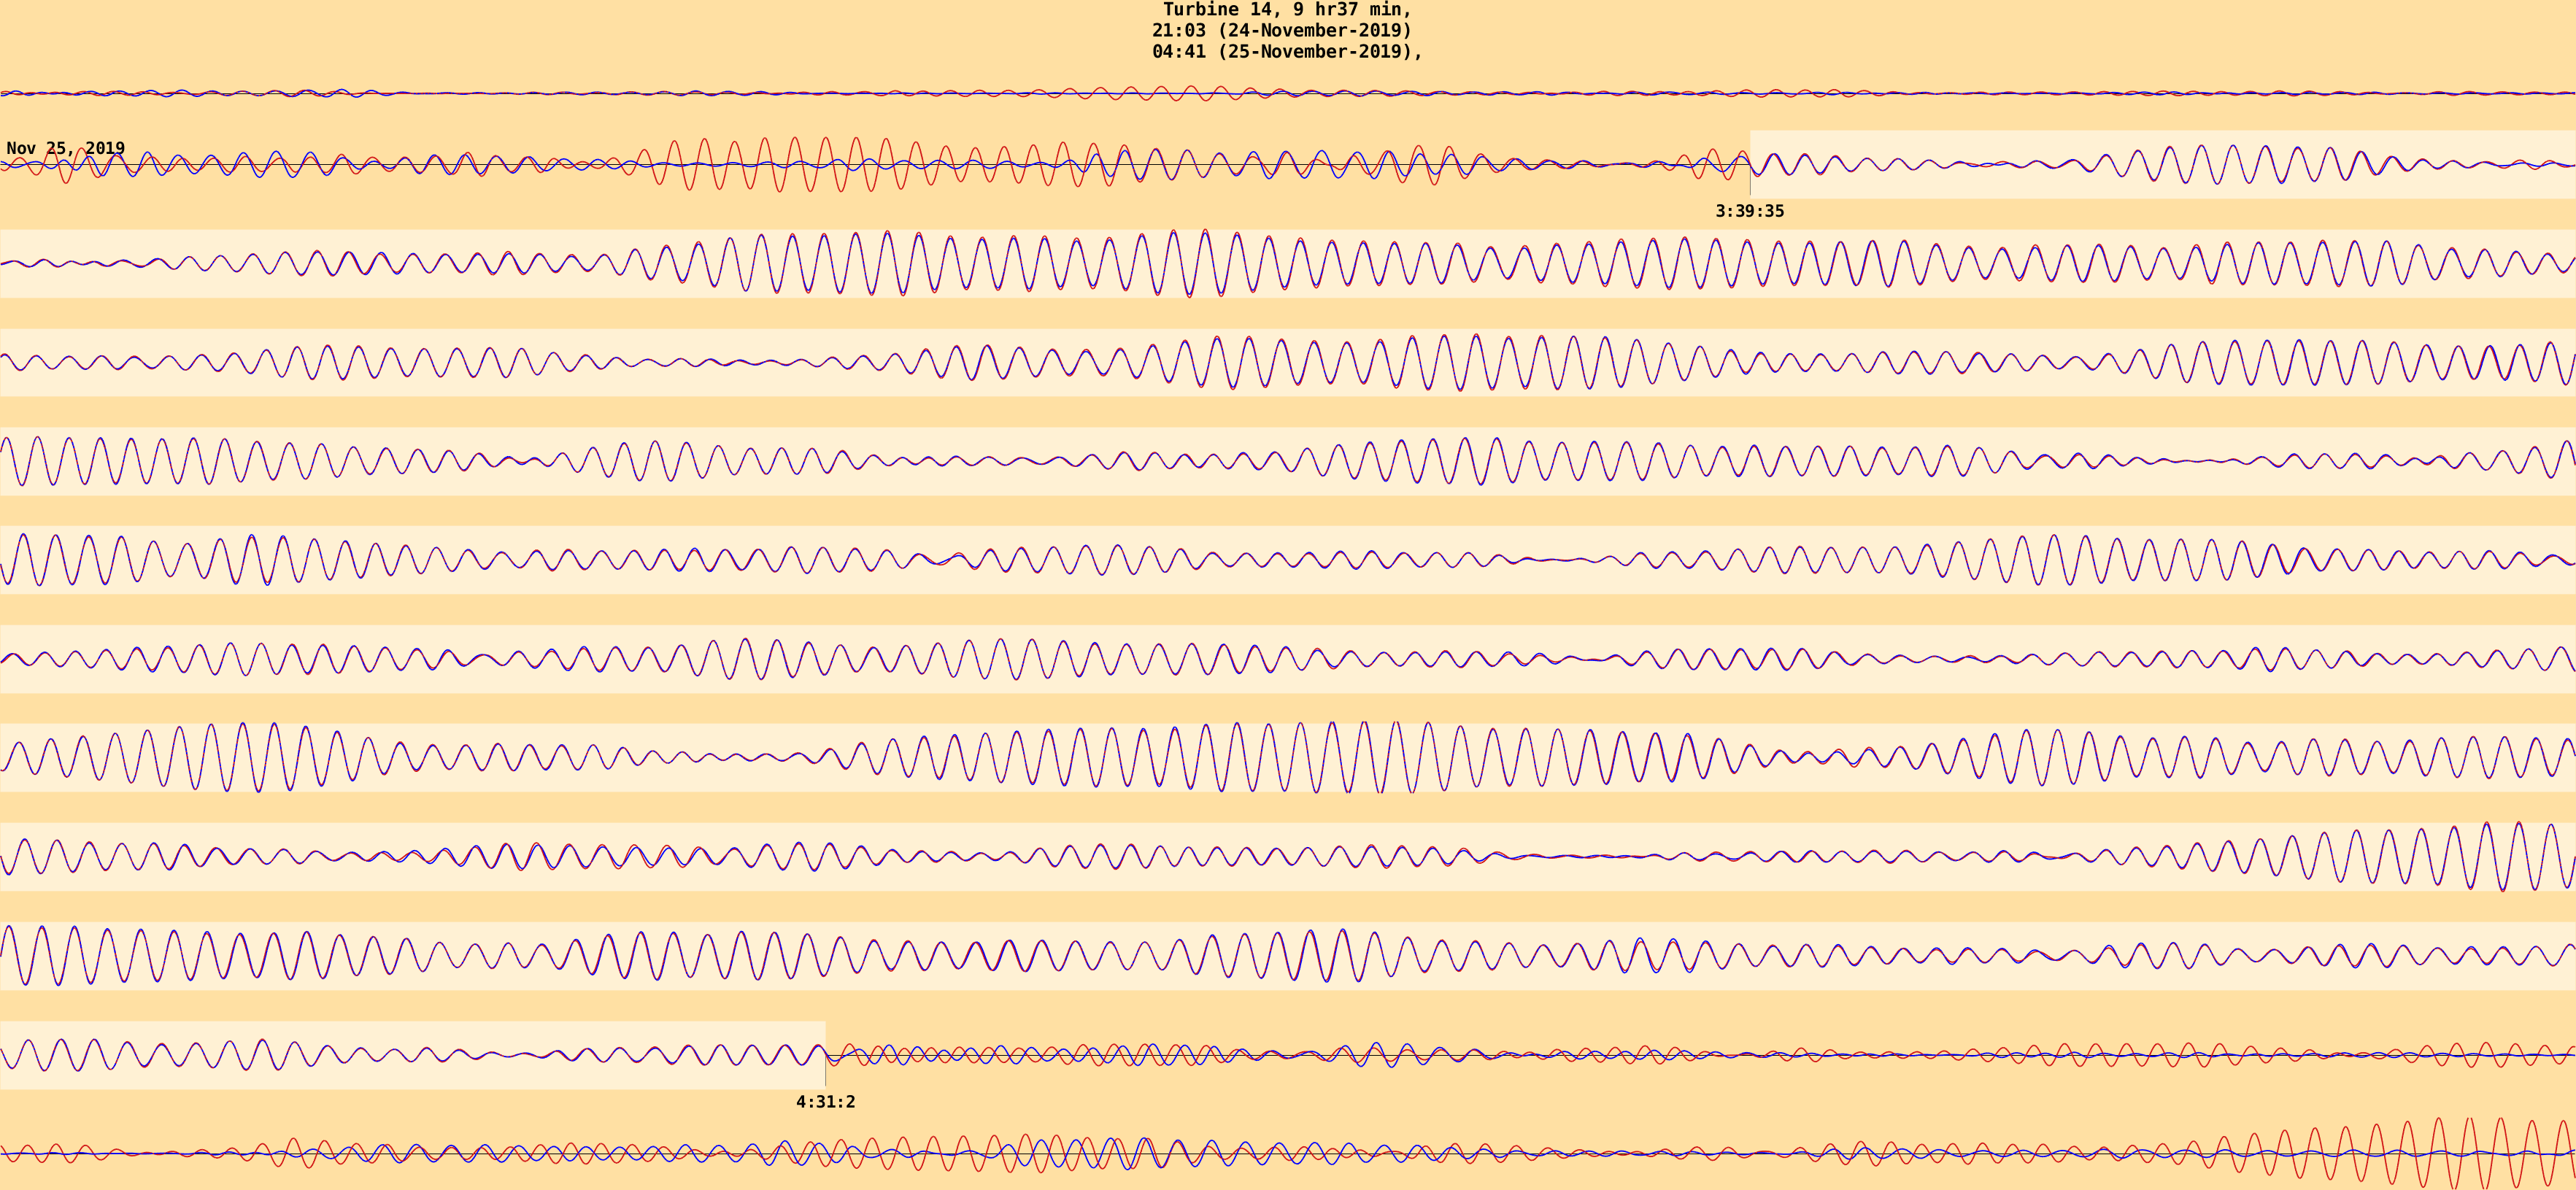 Turbine 14, 9 hr37 min,
21:03 (24-November-2019)
04:41 (25-November-2019),
Nov 25, 2019
3:39:35
4:31:2